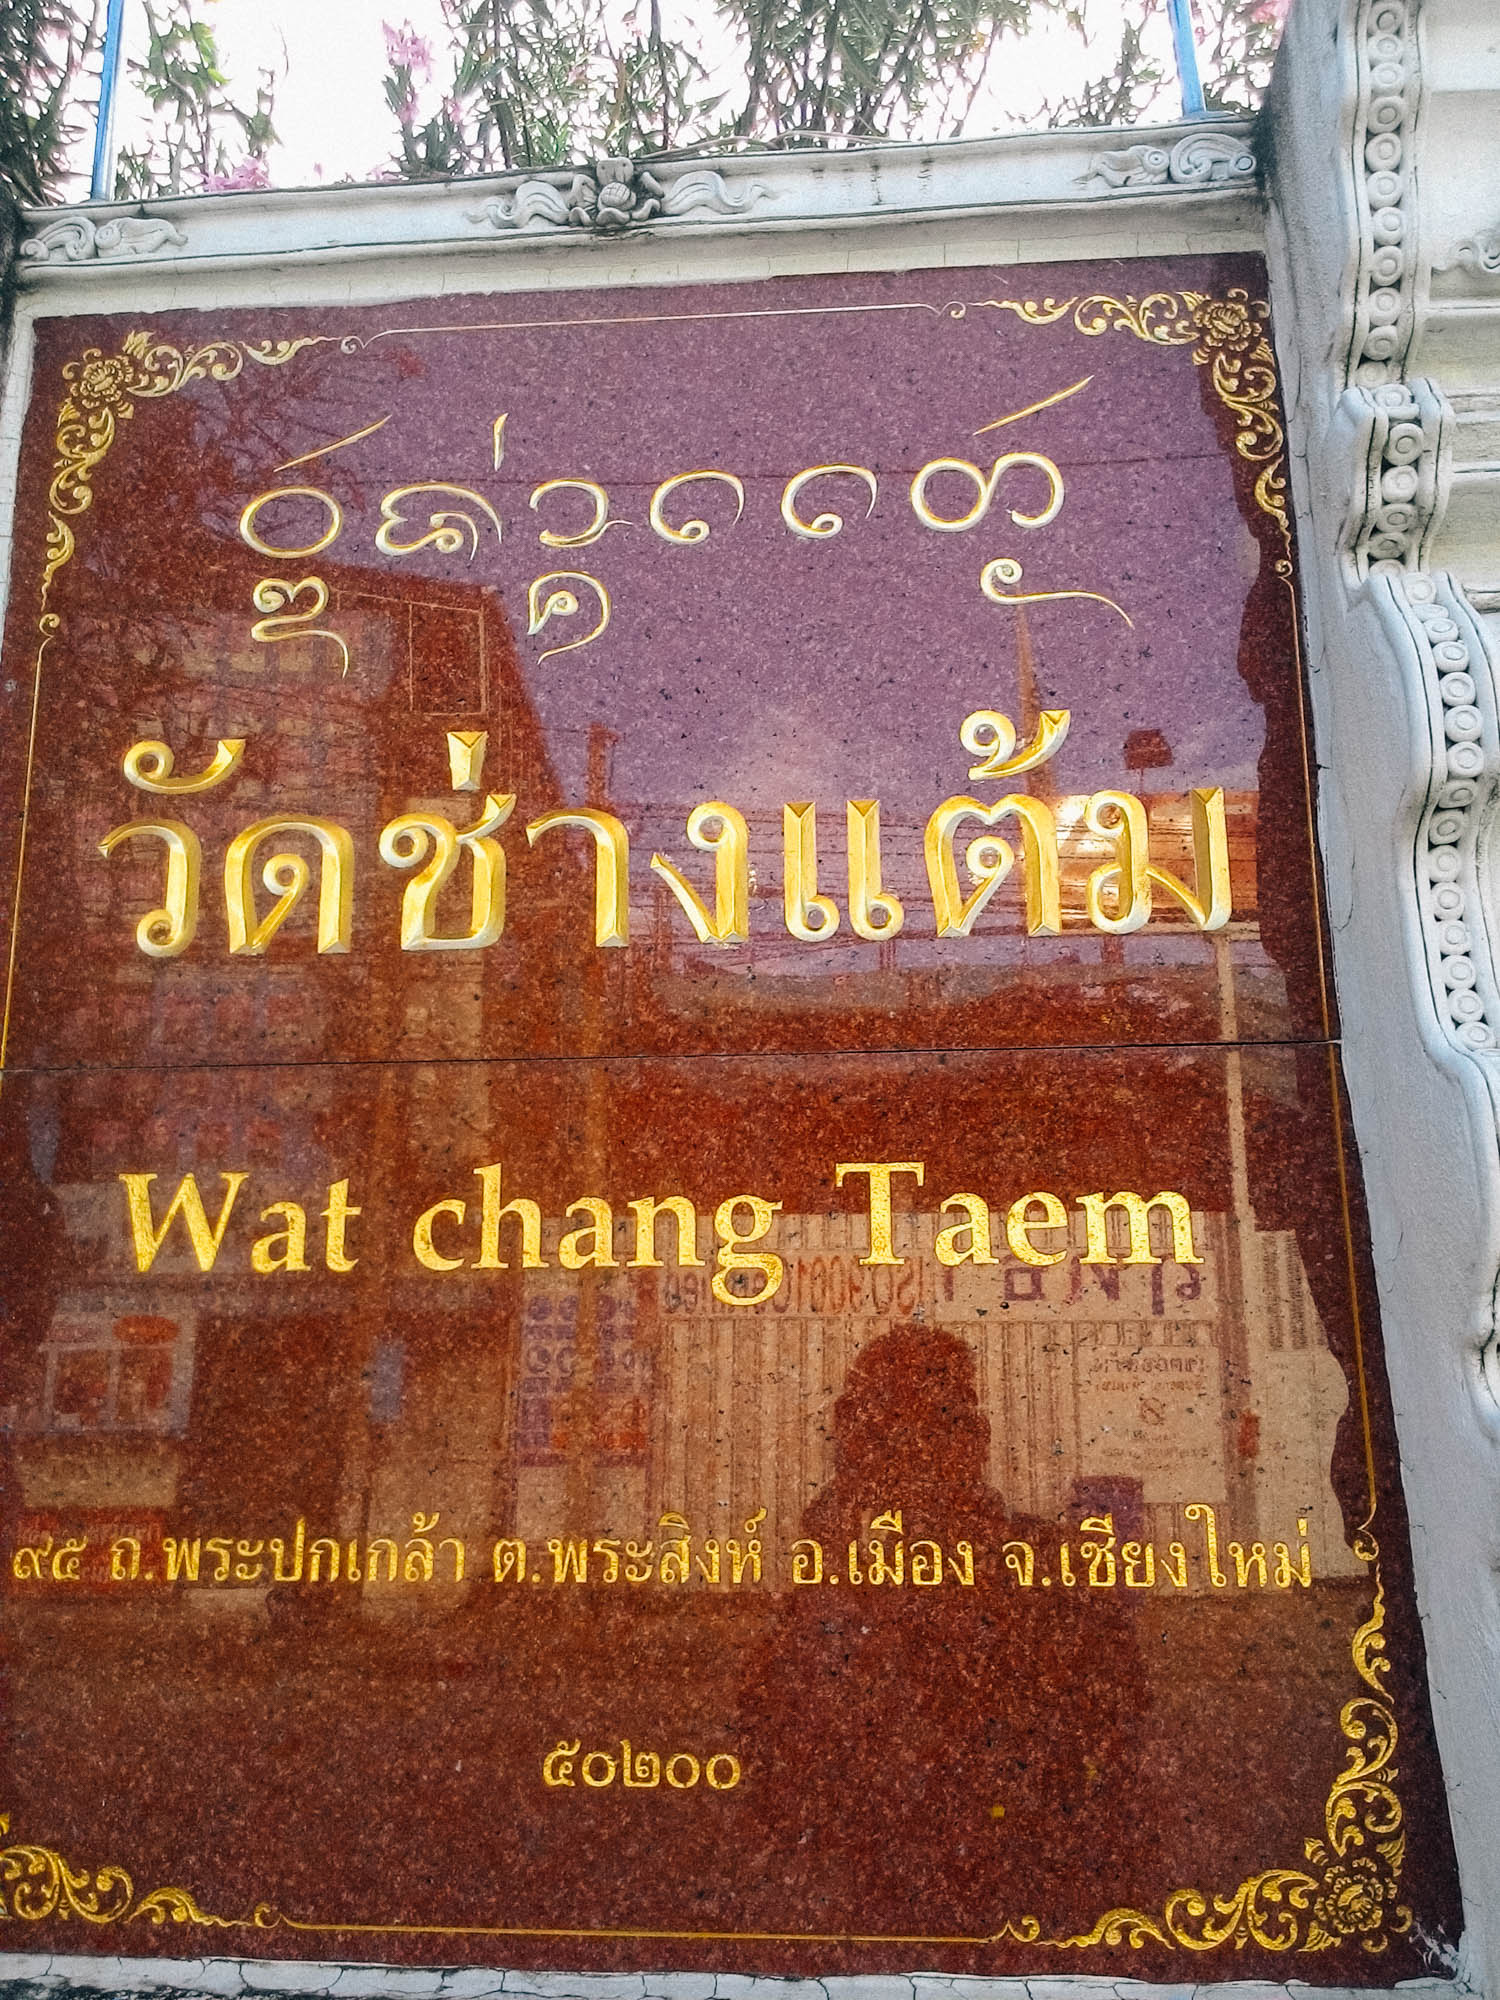 วัดช่างแต้ม
Wat chang Taem
๙๕ ถ.พระปกเกล้า ต.พระสิงห์ อ.เมือง จ.เชียงใหม่
๕๐๒๐๐